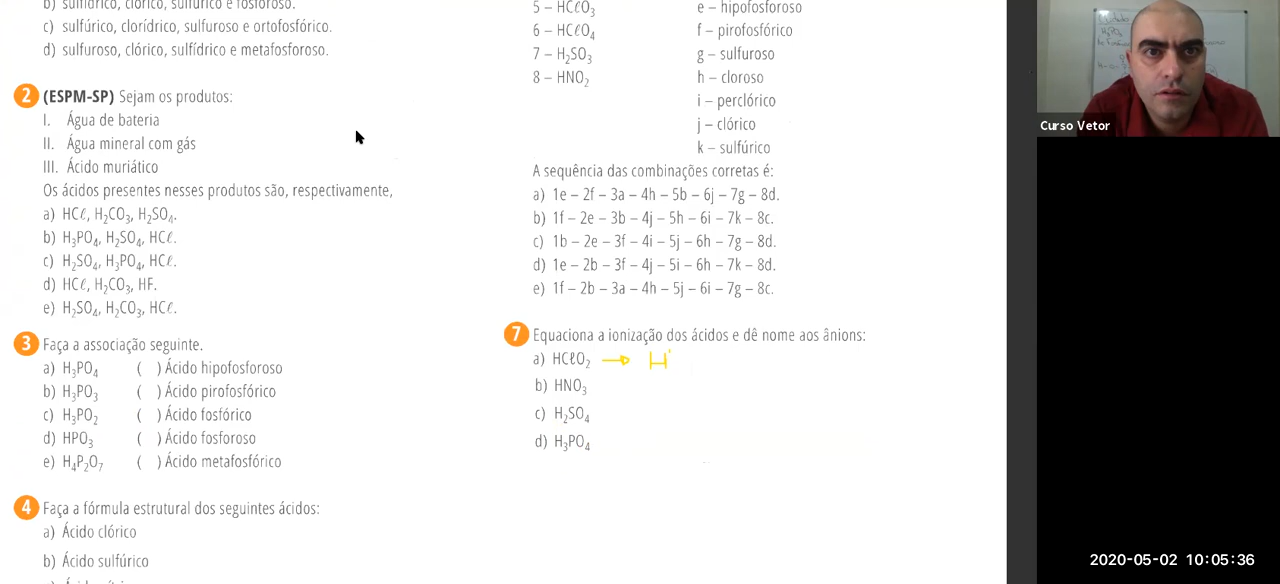 b) sulfídrico, clórico, sulfúrico e fosforoso.
c) sulfúrico, clorídrico, sulfuroso e ortofosfórico.
d) sulfuroso, clórico, sulfídrico e metafosforoso.
2 (ESPM-SP) Sejam os produtos:
I. Água de bateria
II. Água mineral com gás
III. Ácido muriático
Os ácidos presentes nesses produtos são, respectivamente,
a) HCℓ, H₂CO₃, H₂SO₄.
b) H₃PO₄, H₂SO₄, HCℓ.
c) H₂SO₄, H₃PO₄, HCℓ.
d) HCℓ, H₂CO₃, HF.
e) H₂SO₄, H₂CO₃, HCℓ.
3 Faça a associação seguinte.
a) H₃PO₄ ( ) Ácido hipofosforoso
b) H₃PO₃ ( ) Ácido pirofosfórico
c) H₃PO₂ ( ) Ácido fosfórico
d) HPO₃ ( ) Ácido fosforoso
e) H₄P₂O₇ ( ) Ácido metafosfórico
4 Faça a fórmula estrutural dos seguintes ácidos:
a) Ácido clórico
b) Ácido sulfúrico
5 – HCℓO₃ e – hipofosforoso
6 – HCℓO₄ f – pirofosfórico
7 – H₂SO₃ g – sulfuroso
8 – HNO₂ h – cloroso
i – perclórico
j – clórico
k – sulfúrico
A sequência das combinações corretas é:
a) 1e – 2f – 3a – 4h – 5b – 6j – 7g – 8d.
b) 1f – 2e – 3b – 4j – 5h – 6i – 7k – 8c.
c) 1b – 2e – 3f – 4i – 5j – 6h – 7g – 8d.
d) 1e – 2b – 3f – 4j – 5i – 6h – 7k – 8d.
e) 1f – 2b – 3a – 4h – 5j – 6i – 7g – 8c.
7 Equaciona a ionização dos ácidos e dê nome aos ânions:
a) HCℓO₂ → H
b) HNO₃
c) H₂SO₄
d) H₃PO₄
Curso Vetor
2020-05-02 10:05:36